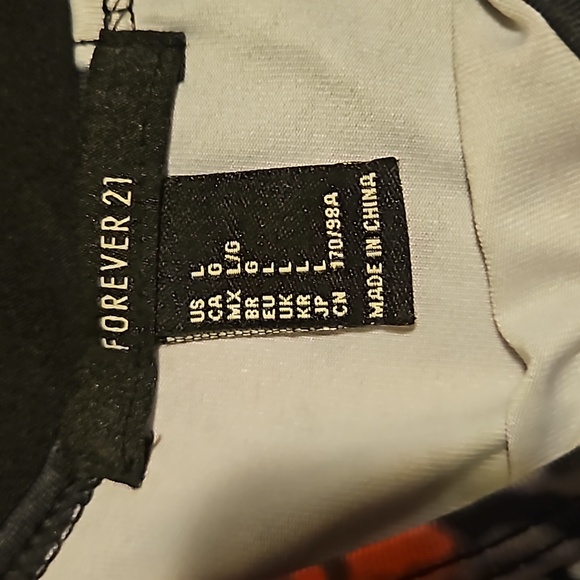 FOREVER 21
US L
CA G
MX L/G
BR G
EU L
UK L
KR L
JP L
CN 170/98A
MADE IN CHINA